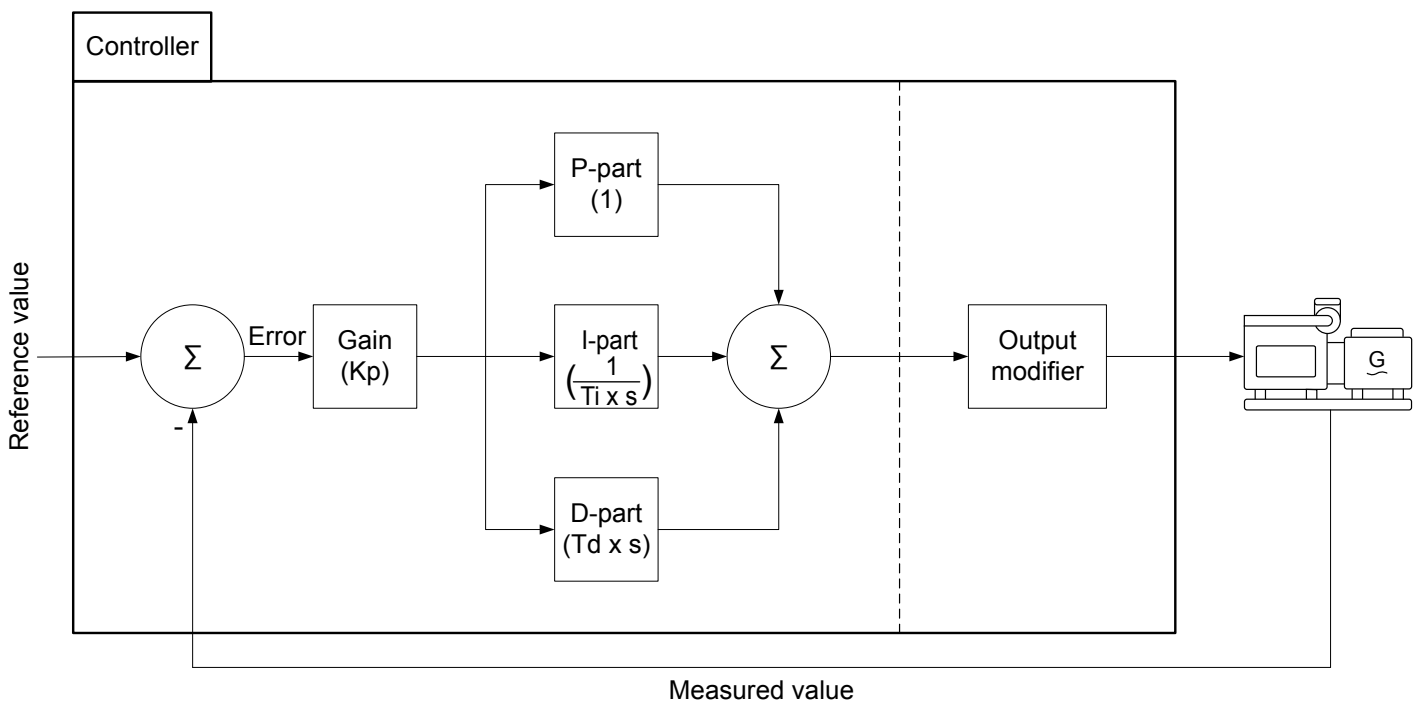 Controller
P-part
(1)
Reference value
Σ
Error
Gain
(Kp)
I-part
(1
Ti x s)
Σ
Output
modifier
G
-
D-part
(Td x s)
Measured value